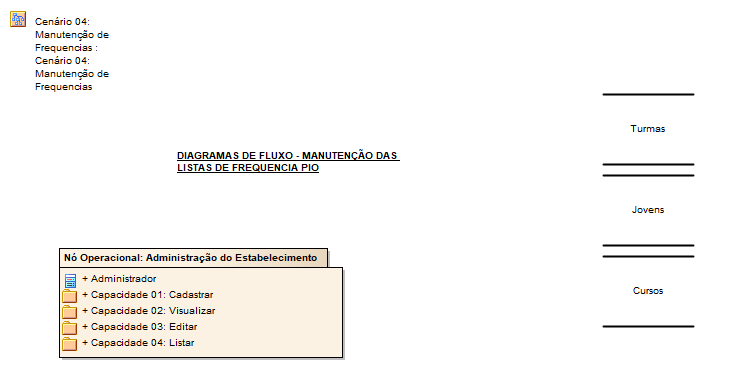 Cenário 04:
Manutenção de
Frequencias :
Cenário 04:
Manutenção de
Frequencias
DIAGRAMAS DE FLUXO - MANUTENÇÃO DAS
LISTAS DE FREQUENCIA PIO
Turmas
Jovens
Cursos
Nó Operacional: Administração do Estabelecimento
+ Administrador
+ Capacidade 01: Cadastrar
+ Capacidade 02: Visualizar
+ Capacidade 03: Editar
+ Capacidade 04: Listar